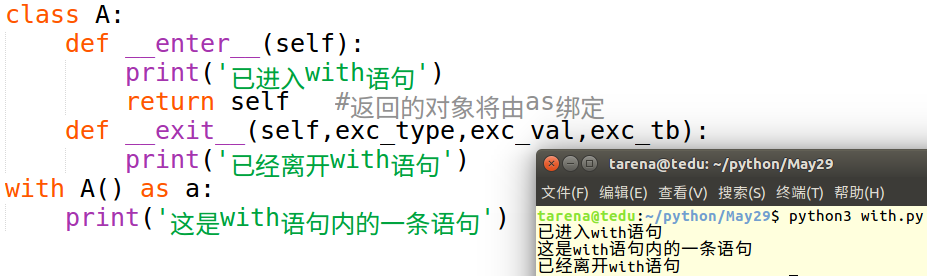 class A:
    def __enter__(self):
        print('已进入with语句')
        return self   #返回的对象将由as绑定
    def __exit__(self,exc_type,exc_val,exc_tb):
        print('已经离开with语句')
with A() as a:
    print('这是with语句内的一条语句')
tarena@tedu: ~/python/May29
文件(F) 编辑(E) 查看(V) 搜索(S) 终端(T) 帮助(H)
tarena@tedu:~/python/May29$ python3 with.py
已进入with语句
这是with语句内的一条语句
已经离开with语句